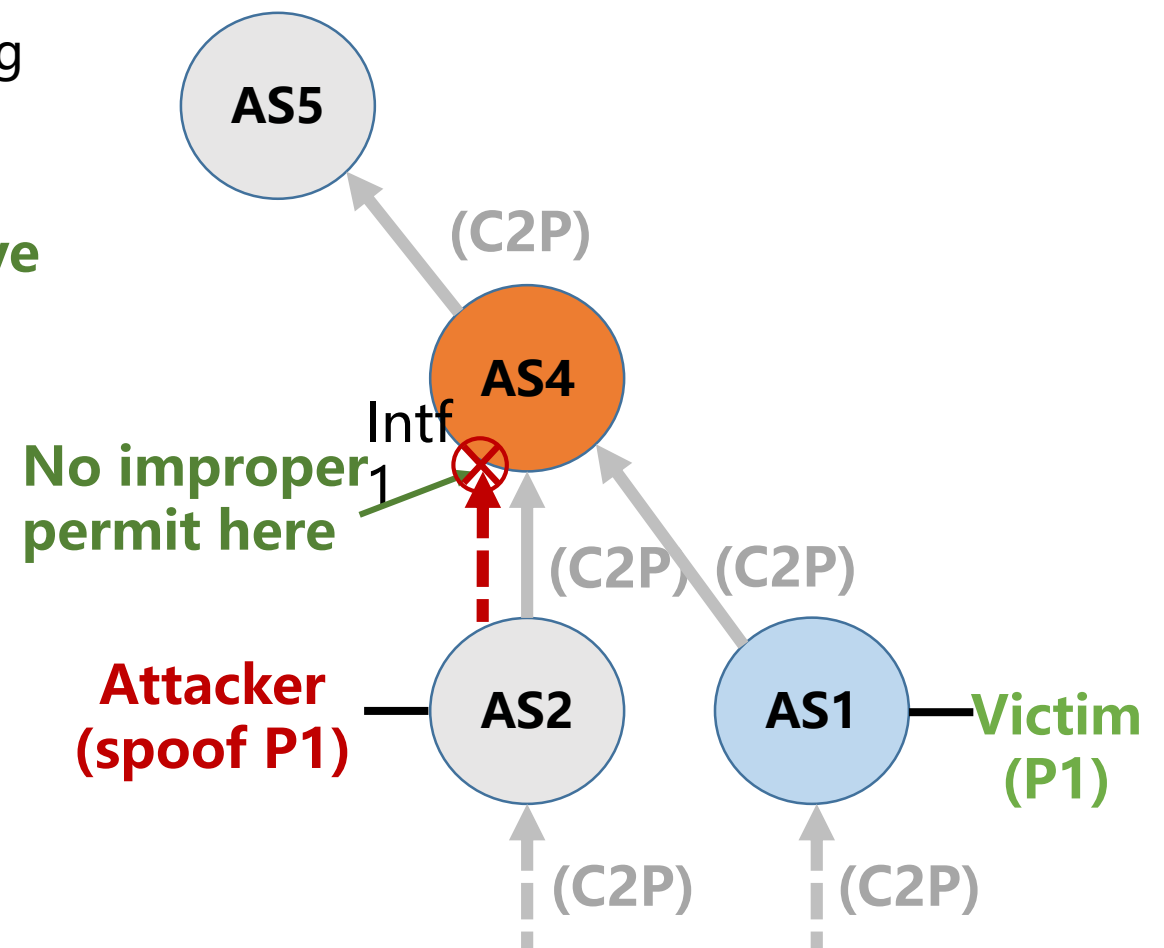 g
AS5
(C2P)
ve
AS4
Intf
1
No improper
permit here
(C2P)
(C2P)
Attacker
(spoof P1)
AS2
AS1
Victim
(P1)
(C2P)
(C2P)